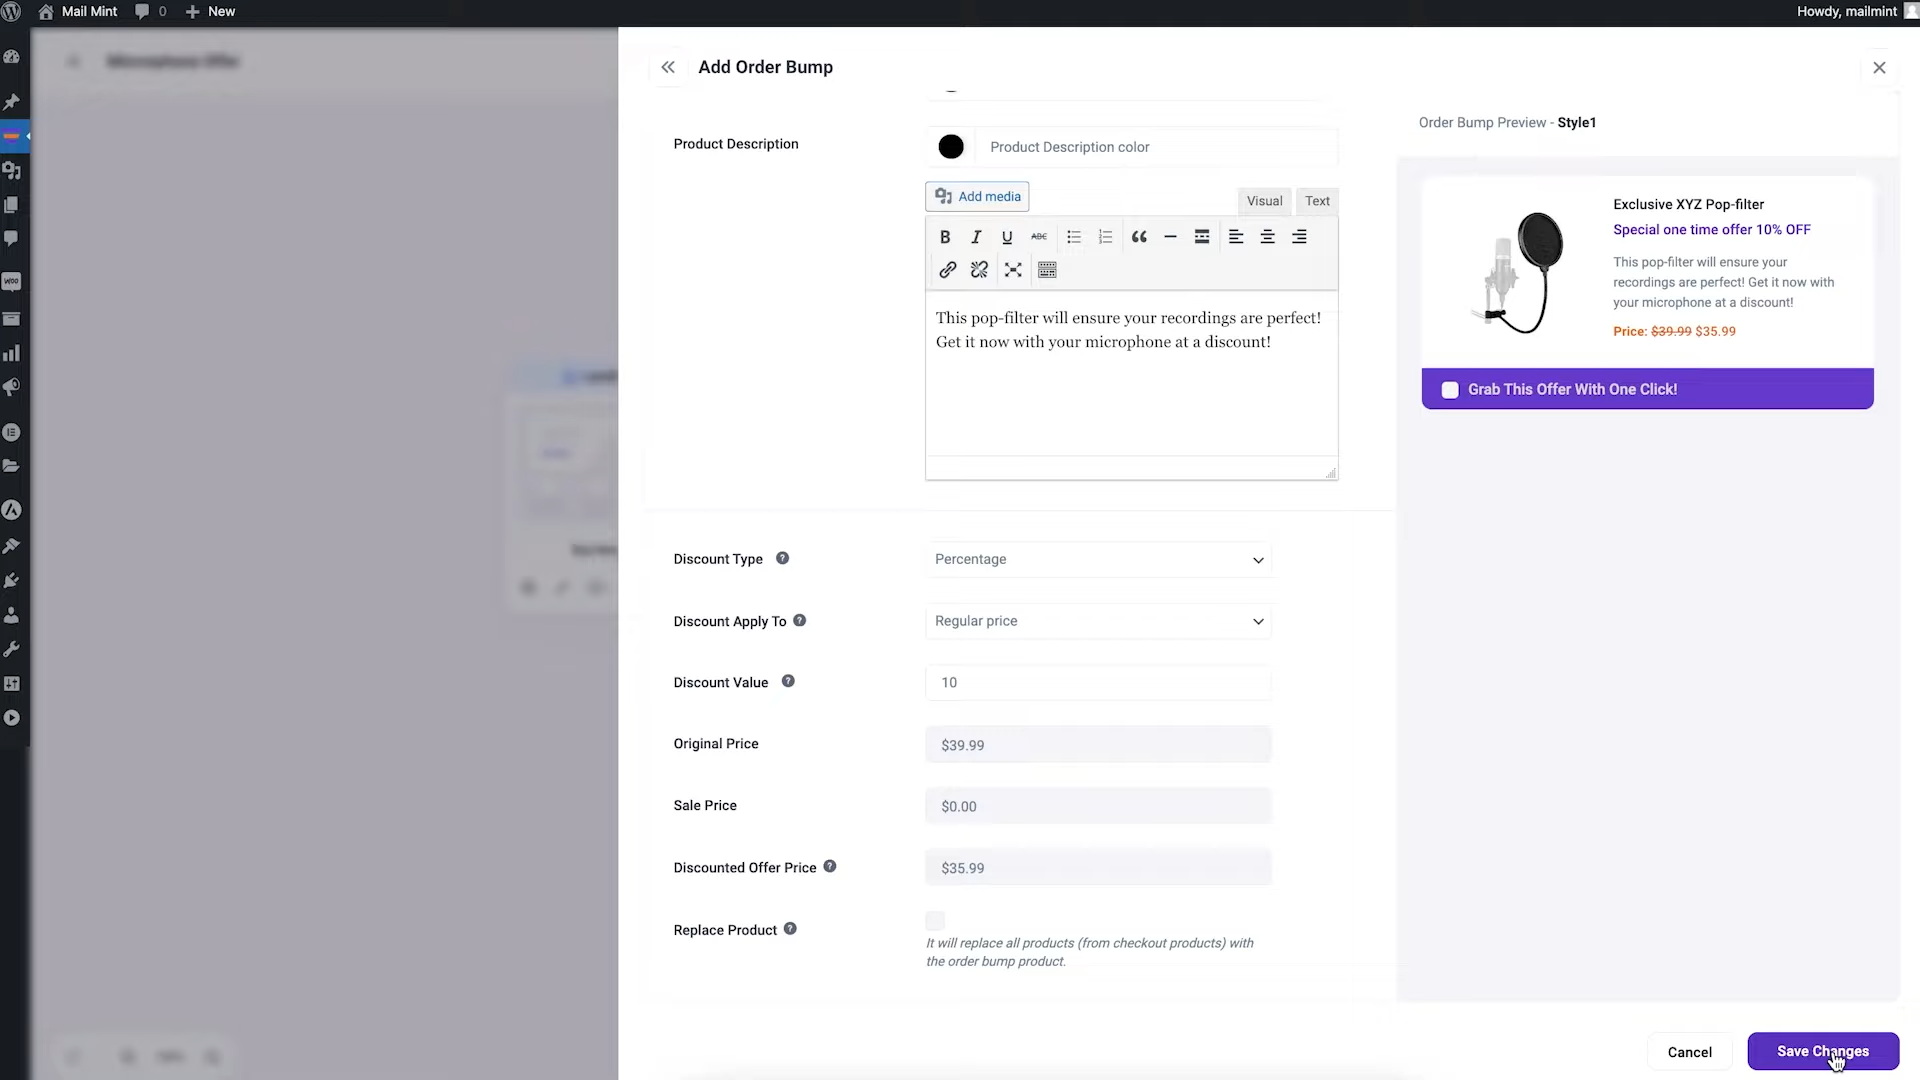 Mail Mint
0
New
Howdy, mailmint
Add Order Bump
Product Description
Product Description color
Add media
Visual
Text
B I U ABC
This pop-filter will ensure your recordings are perfect!
Get it now with your microphone at a discount!
Discount Type
Percentage
Discount Apply To
Regular price
Discount Value
10
Original Price
$39.99
Sale Price
$0.00
Discounted Offer Price
$35.99
Replace Product
It will replace all products (from checkout products) with
the order bump product.
Order Bump Preview - Style1
Exclusive XYZ Pop-filter
Special one time offer 10% OFF
This pop-filter will ensure your
recordings are perfect! Get it now with
your microphone at a discount!
Price: $39.99 $35.99
Grab This Offer With One Click!
Cancel
Save Changes